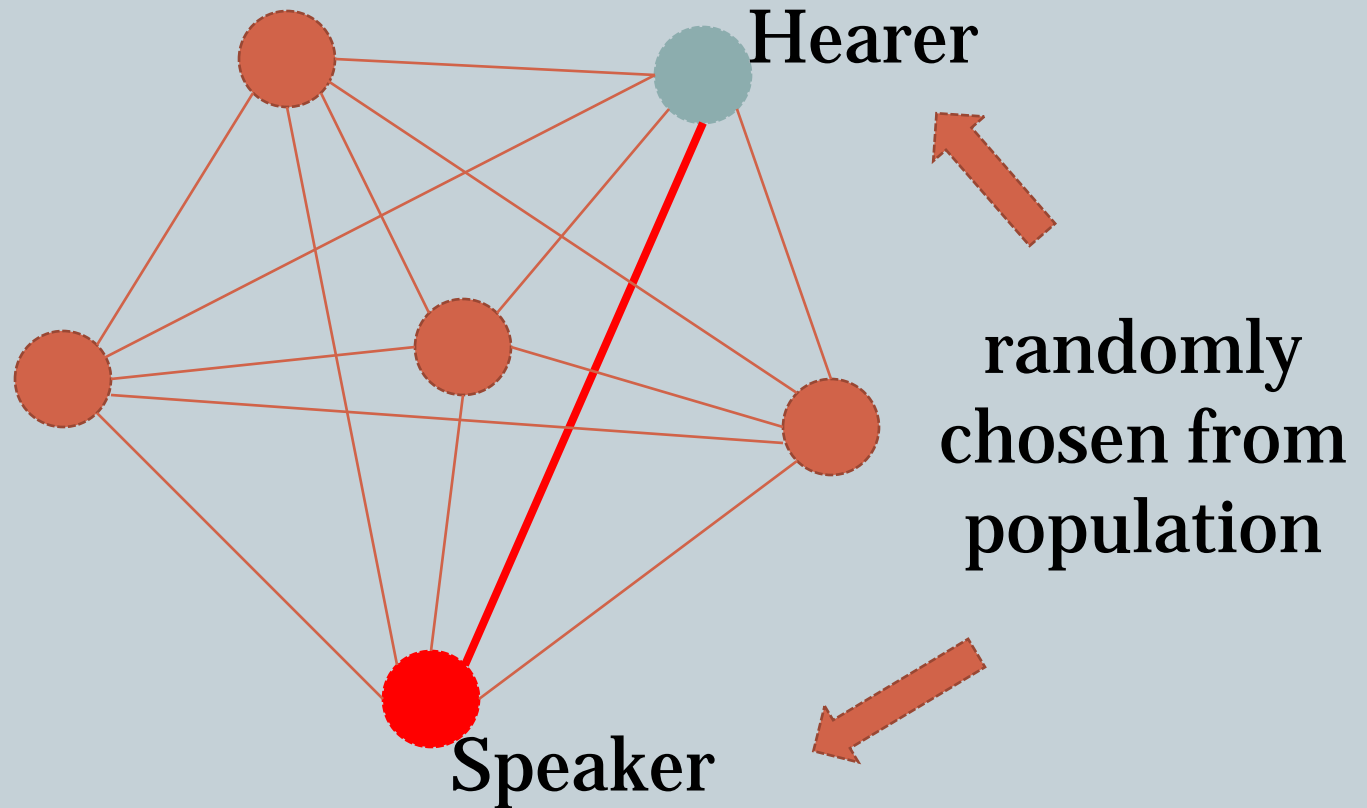 Hearer
randomly
chosen from
population
Speaker